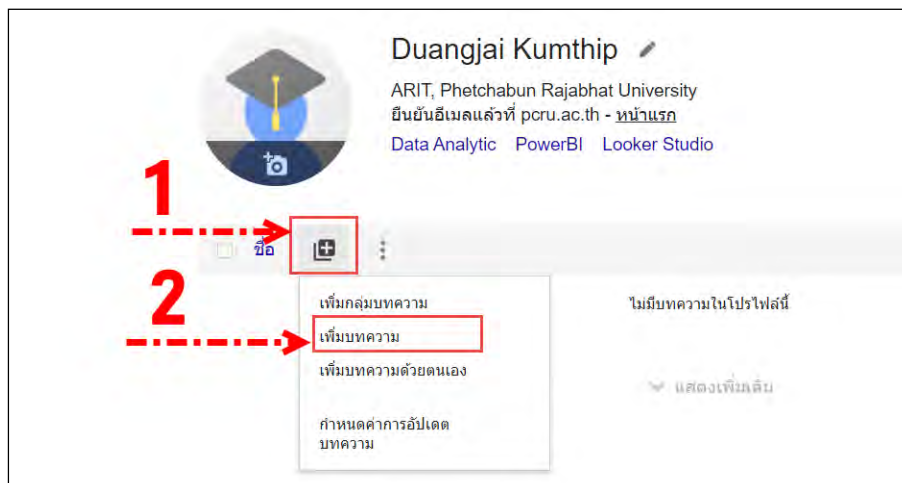 Duangjai Kumthip
ARIT, Phetchabun Rajabhat University
ยืนยันอีเมลแล้วที่ pcru.ac.th - หน้าแรก
Data Analytic PowerBI Looker Studio
1
ชื่อ
2
เพิ่มกลุ่มบทความ
ไม่มีบทความในโปรไฟล์นี้
เพิ่มบทความ
เพิ่มบทความด้วยตนเอง
แสดงเพิ่มเติม
กำหนดค่าการอัปเดต
บทความ